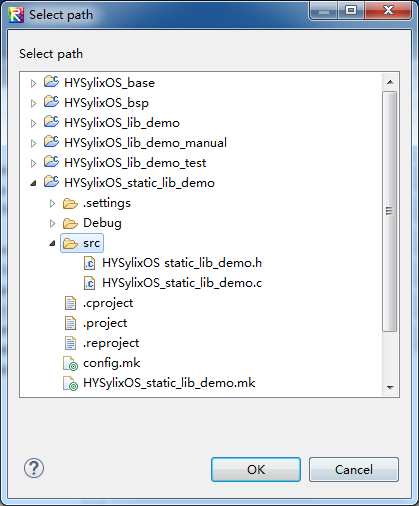 Select path
Select path
HYSylixOS_base
HYSylixOS_bsp
HYSylixOS_lib_demo
HYSylixOS_lib_demo_manual
HYSylixOS_lib_demo_test
HYSylixOS_static_lib_demo
.settings
Debug
src
HYSylixOS static_lib_demo.h
HYSylixOS_static_lib_demo.c
.cproject
.project
.reproject
config.mk
HYSylixOS_static_lib_demo.mk
OK
Cancel